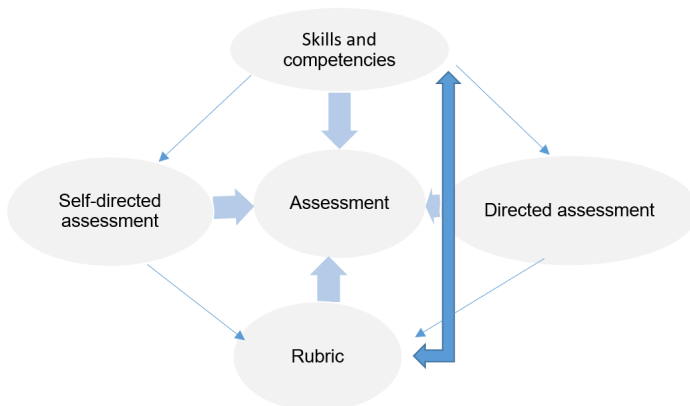 Skills and
competencies
Self-directed
assessment
Assessment
Directed assessment
Rubric